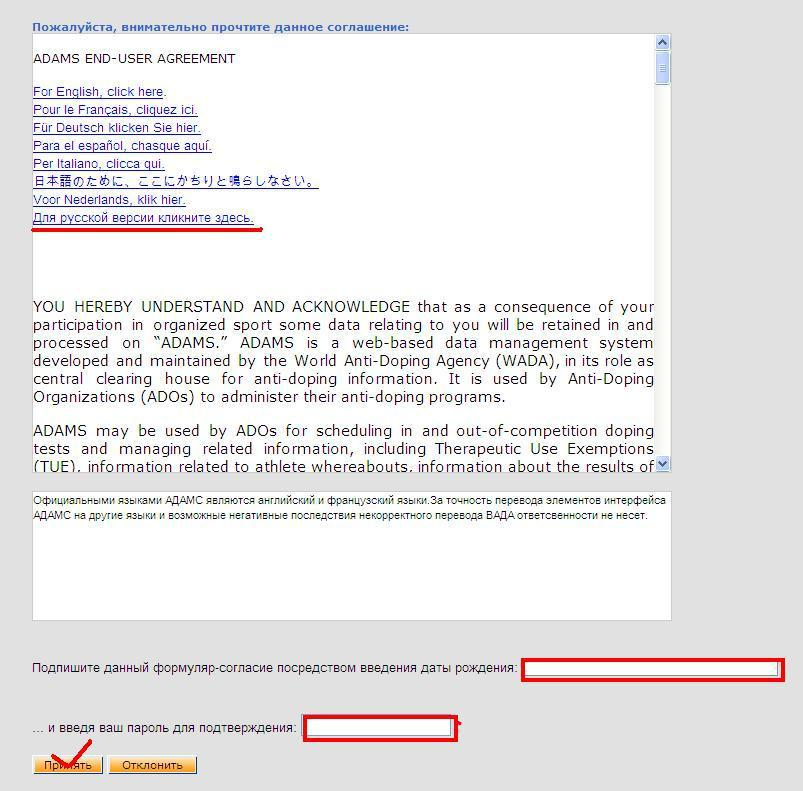 Пожалуйста, внимательно прочтите данное соглашение:
ADAMS END-USER AGREEMENT
For English, click here.
Pour le Français, cliquez ici.
Für Deutsch klicken Sie hier.
Para el español, chasque aquí.
Per Italiano, clicca qui.
日本語のために、ここにかちりと鳴らしなさい。
Voor Nederlands, klik hier.
Для русской версии кликните здесь.
YOU HEREBY UNDERSTAND AND ACKNOWLEDGE that as a consequence of your
participation in organized sport some data relating to you will be retained in and
processed on “ADAMS.” ADAMS is a web-based data management system
developed and maintained by the World Anti-Doping Agency (WADA), in its role as
central clearing house for anti-doping information. It is used by Anti-Doping
Organizations (ADOs) to administer their anti-doping programs.
ADAMS may be used by ADOs for scheduling in and out-of-competition doping
tests and managing related information, including Therapeutic Use Exemptions
(TUE), information related to athlete whereabouts, information about the results of
Официальными языками АДАМС являются английский и французский языки.За точность перевода элементов интерфейса
АДАМС на другие языки и возможные негативные последствия некорректного перевода ВАДА ответсвенности не несет.
Подпишите данный формуляр-согласие посредством введения даты рождения:
... и введя ваш пароль для подтверждения:
Принять Отклонить